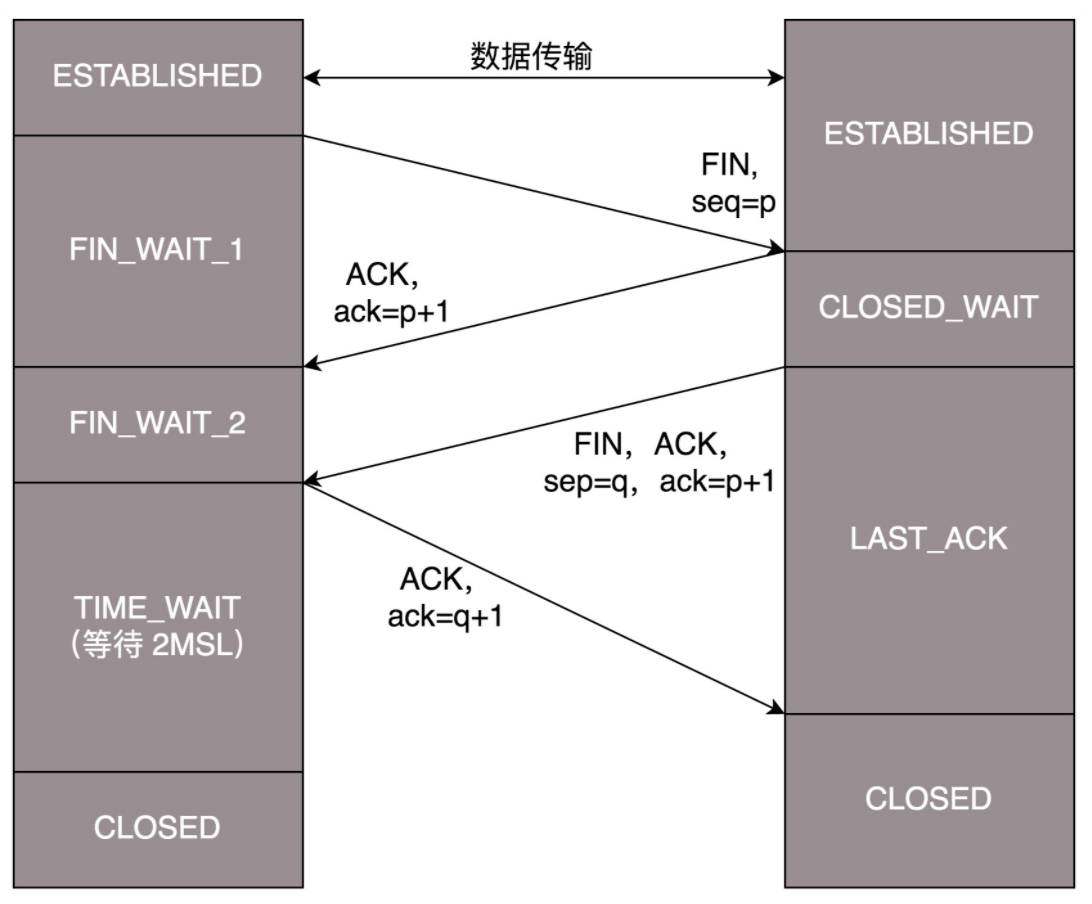 数据传输
ESTABLISHED
ESTABLISHED
FIN,
seq=p
FIN_WAIT_1
ACK,
ack=p+1
CLOSED_WAIT
FIN_WAIT_2
FIN，ACK,
sep=q，ack=p+1
LAST_ACK
ACK,
ack=q+1
TIME_WAIT
（等待 2MSL）
CLOSED
CLOSED